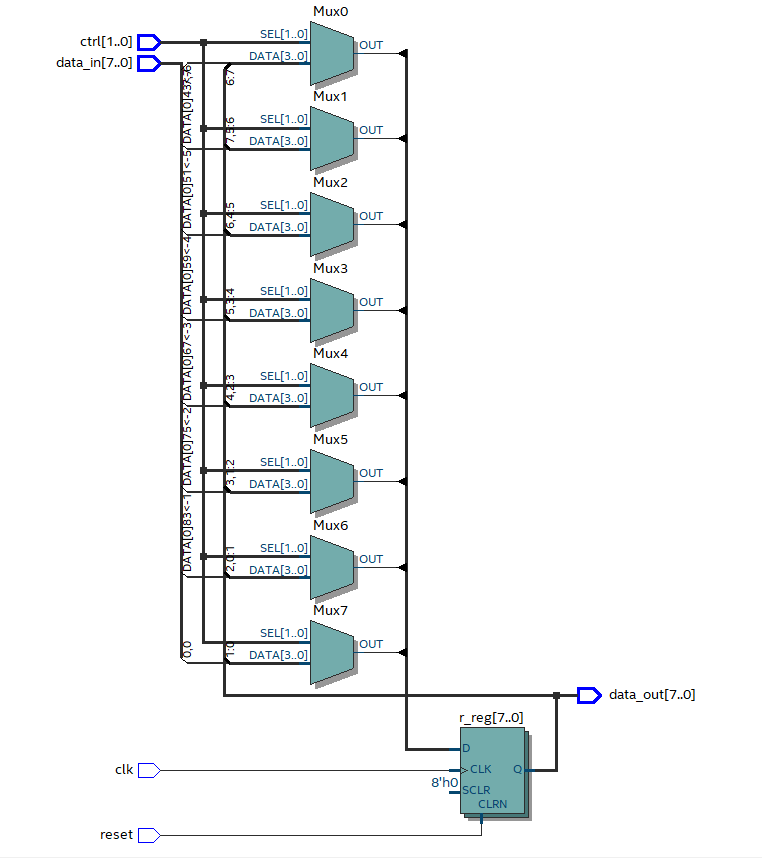 Mux0
ctrl[1..0]
SEL[1..0]
OUT
data_in[7..0]
DATA[3..0]
6:7
Mux1
DATA[0]43<-6
SEL[1..0]
OUT
7,5:6
DATA[3..0]
Mux2
DATA[0]51<-5
SEL[1..0]
OUT
6,4:5
DATA[3..0]
Mux3
DATA[0]59<-4
SEL[1..0]
OUT
5,3:4
DATA[3..0]
Mux4
DATA[0]67<-3
SEL[1..0]
OUT
4,2:3
DATA[3..0]
Mux5
DATA[0]75<-2
SEL[1..0]
OUT
3,1:2
DATA[3..0]
Mux6
DATA[0]83<-1
SEL[1..0]
OUT
2,0:1
DATA[3..0]
Mux7
SEL[1..0]
OUT
0,0
1:0
DATA[3..0]
data_out[7..0]
r_reg[7..0]
D
clk
CLK
Q
8'h0
SCLR
CLRN
reset